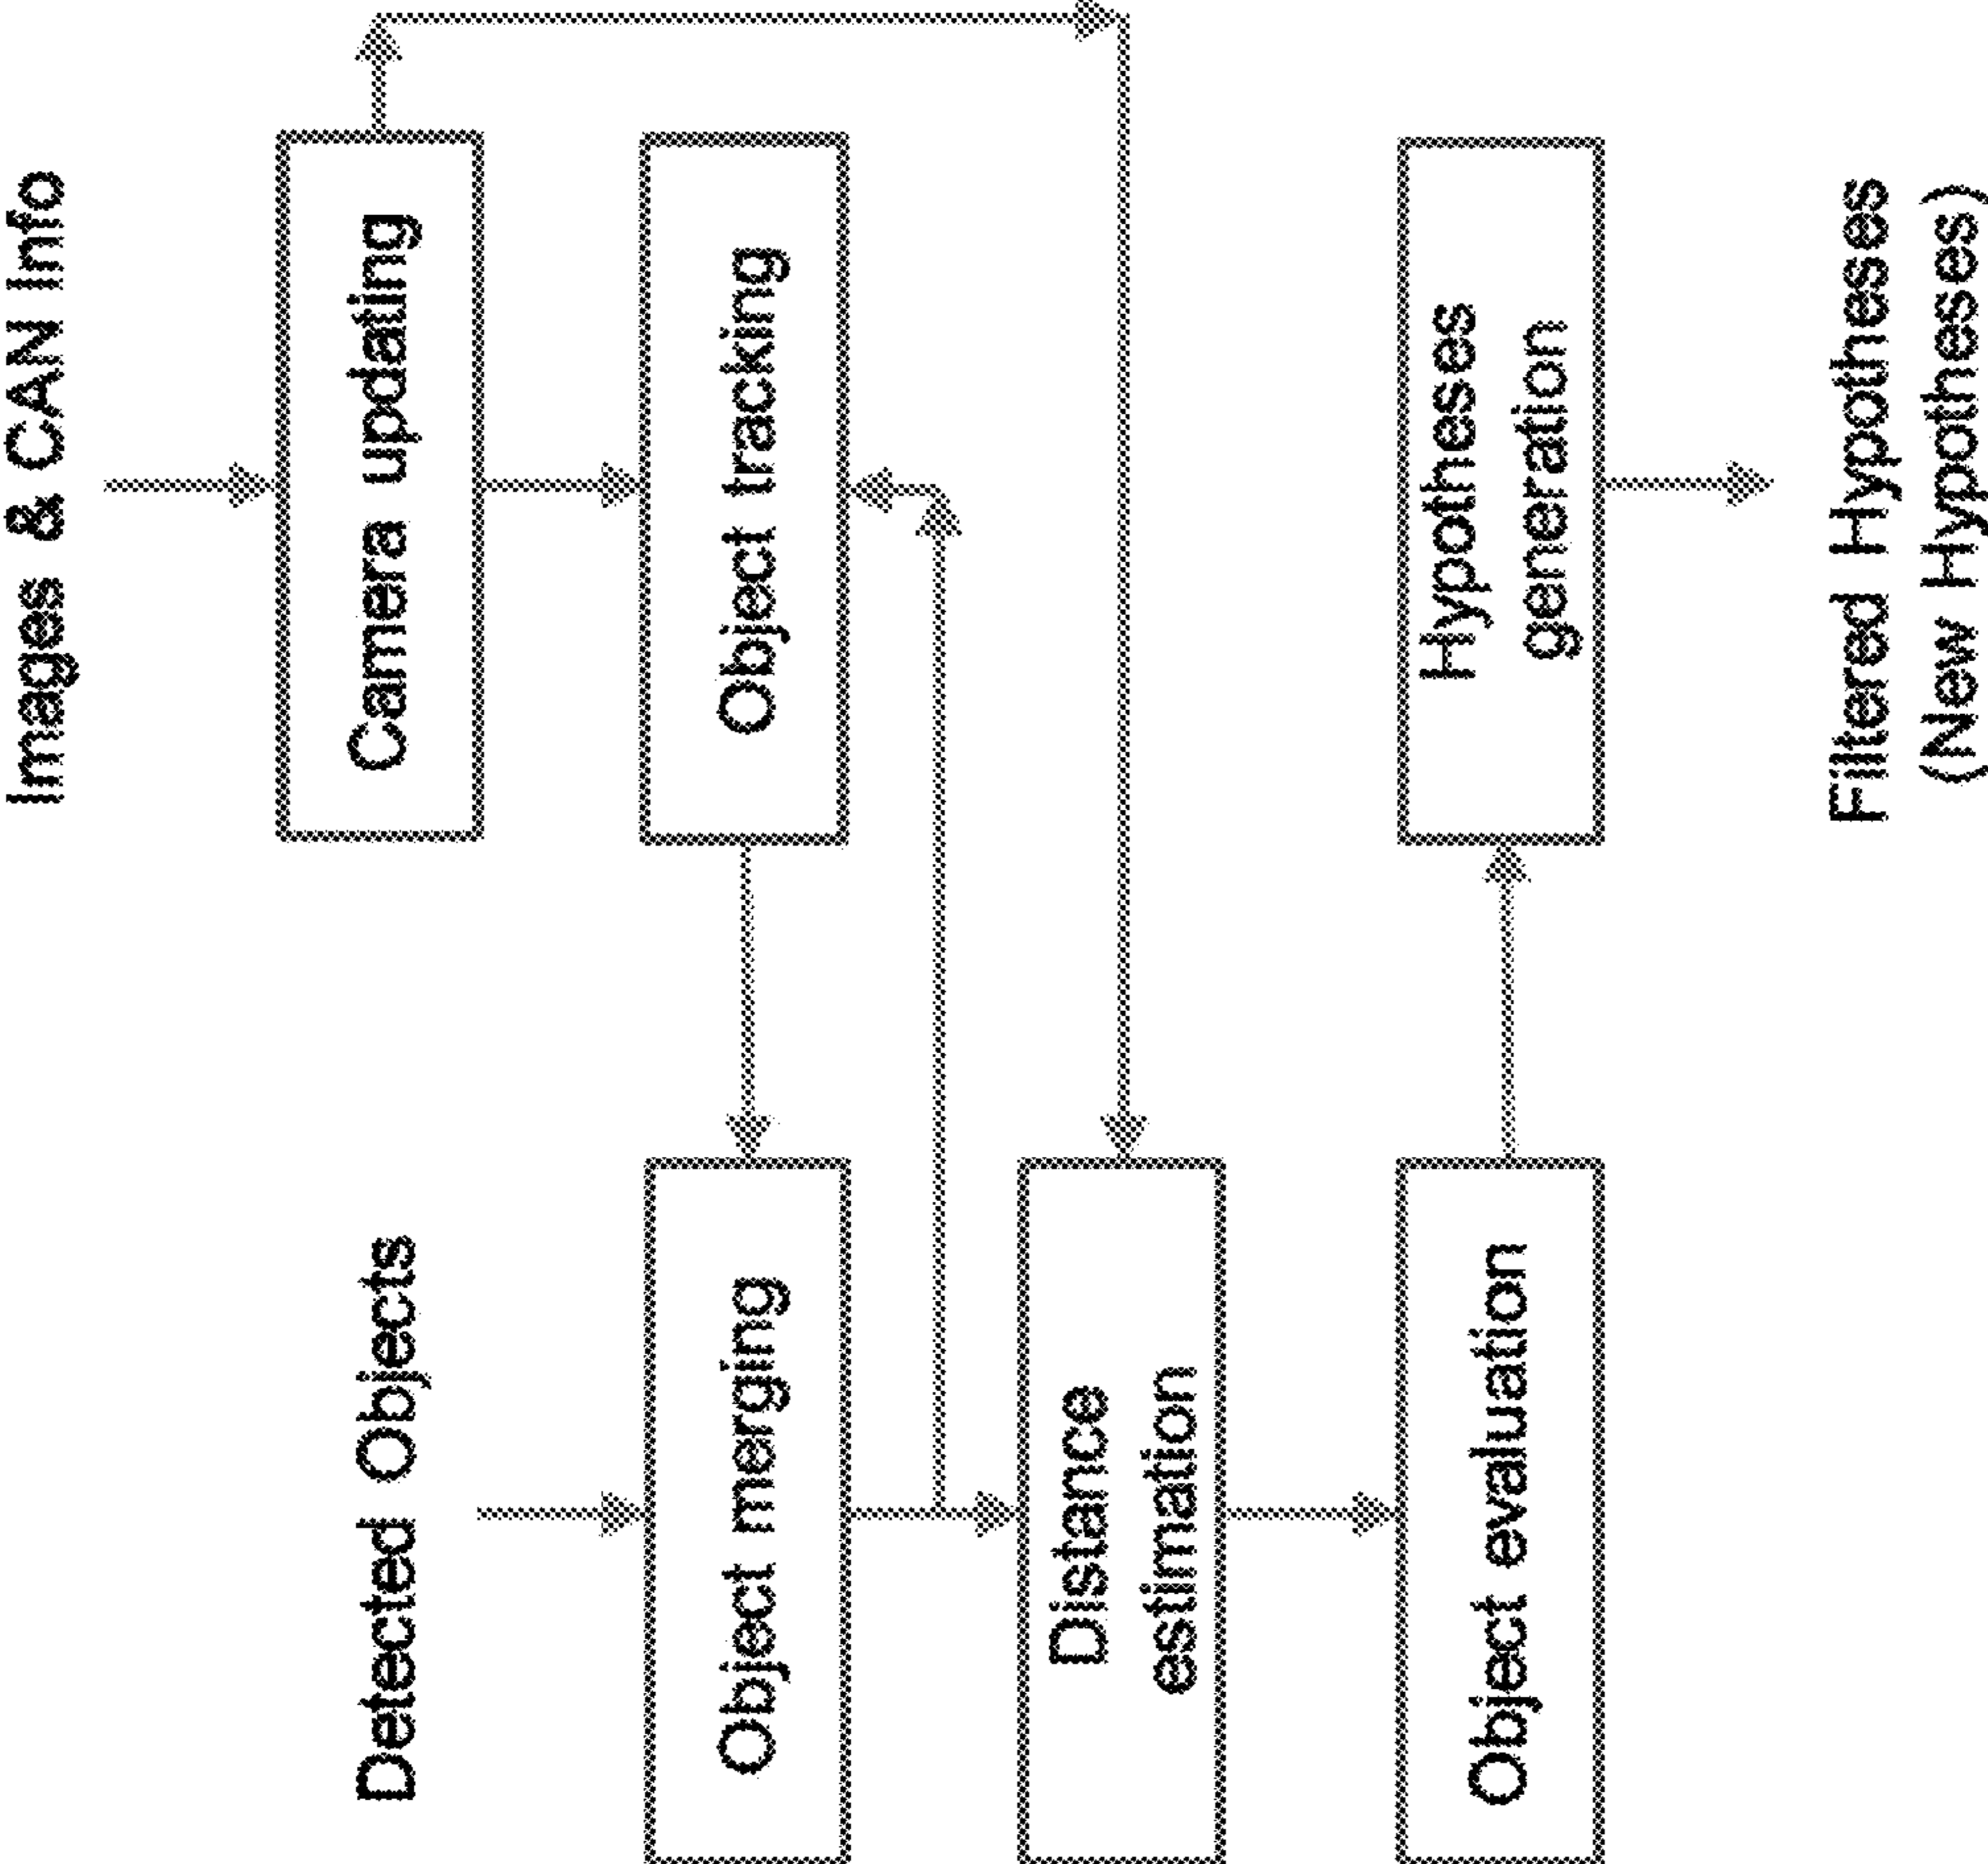 Images & CAN Info
Camera updating
Detected Objects
Object tracking
Object merging
Distance
estimation
Hypotheses
generation
Object evaluation
Filtered Hypotheses
(New Hypotheses)